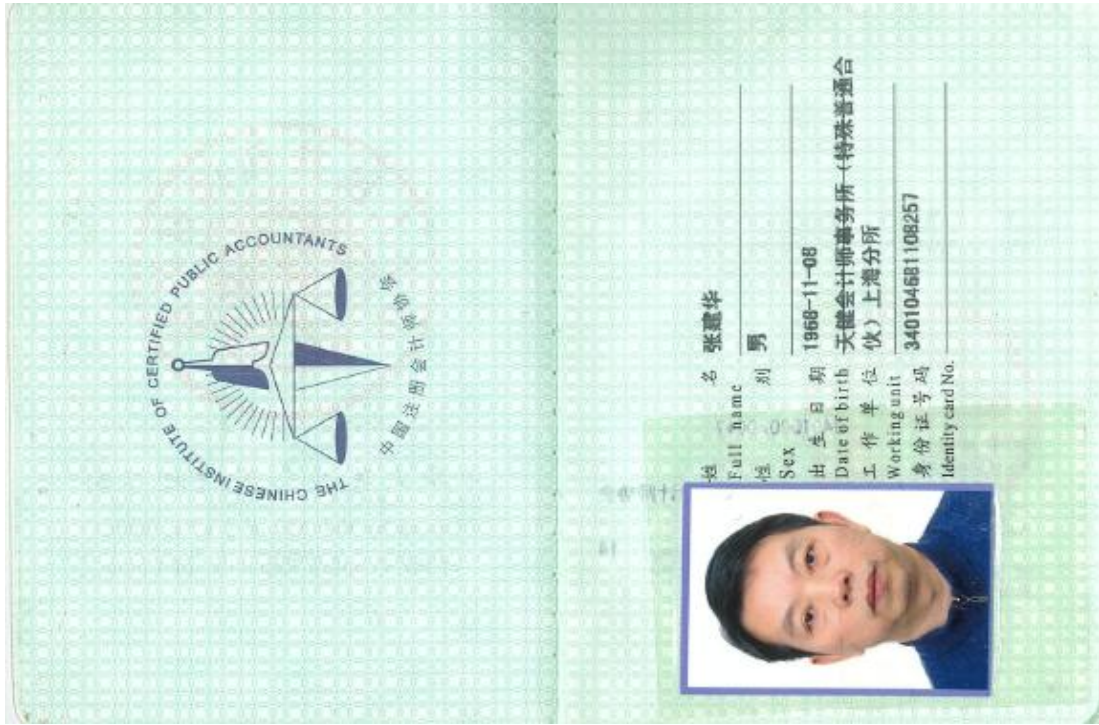 THE CHINESE INSTITUTE OF CERTIFIED PUBLIC ACCOUNTANTS
中国注册会计师协会
姓 名 张建华
Full name
性 别 男
Sex
出 生 日 期 1968-11-08
Date of birth
工 作 单 位 天健会计师事务所（特殊普通合
Working unit 伙）上海分所
身 份 证 号 码 340104681108257
Identity card No.